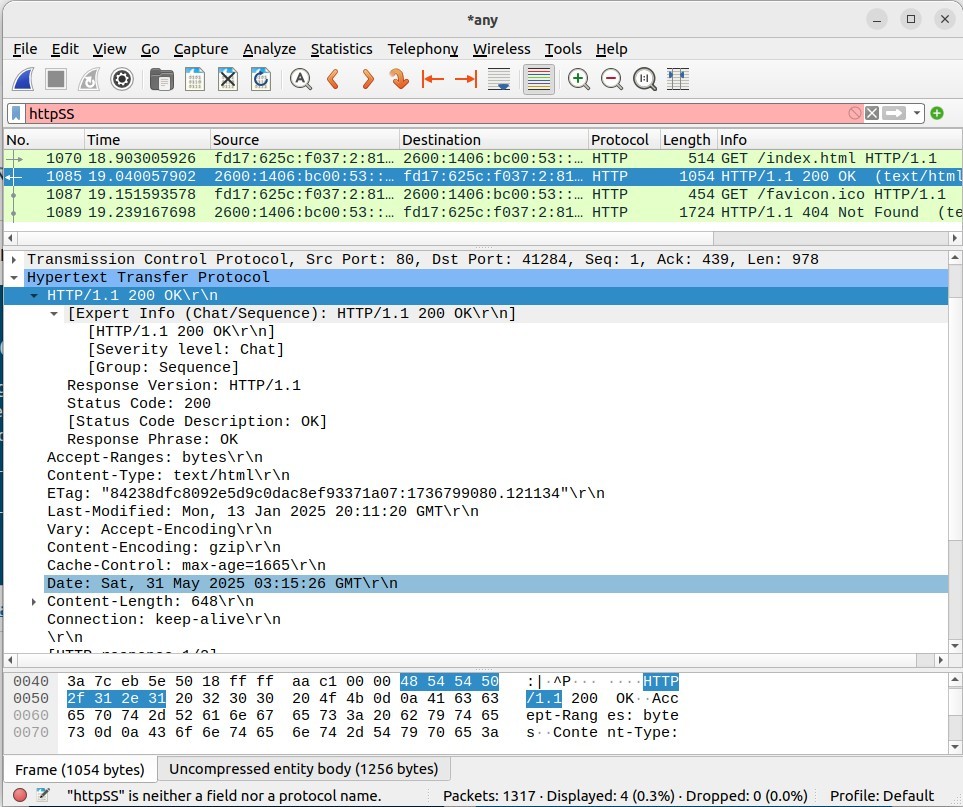 *any
File Edit View Go Capture Analyze Statistics Telephony Wireless Tools Help
httpSS
No. Time Source Destination Protocol Length Info
1070 18.903005926 fd17:625c:f037:2:81… 2600:1406:bc00:53::… HTTP 514 GET /index.html HTTP/1.1
1085 19.040057902 2600:1406:bc00:53::… fd17:625c:f037:2:81… HTTP 1054 HTTP/1.1 200 OK (text/html
1087 19.151593578 fd17:625c:f037:2:81… 2600:1406:bc00:53::… HTTP 454 GET /favicon.ico HTTP/1.1
1089 19.239167698 2600:1406:bc00:53::… fd17:625c:f037:2:81… HTTP 1724 HTTP/1.1 404 Not Found (te
Transmission Control Protocol, Src Port: 80, Dst Port: 41284, Seq: 1, Ack: 439, Len: 978
Hypertext Transfer Protocol
HTTP/1.1 200 OK\r\n
[Expert Info (Chat/Sequence): HTTP/1.1 200 OK\r\n]
[HTTP/1.1 200 OK\r\n]
[Severity level: Chat]
[Group: Sequence]
Response Version: HTTP/1.1
Status Code: 200
[Status Code Description: OK]
Response Phrase: OK
Accept-Ranges: bytes\r\n
Content-Type: text/html\r\n
ETag: "84238dfc8092e5d9c0dac8ef93371a07:1736799080.121134"\r\n
Last-Modified: Mon, 13 Jan 2025 20:11:20 GMT\r\n
Vary: Accept-Encoding\r\n
Content-Encoding: gzip\r\n
Cache-Control: max-age=1665\r\n
Date: Sat, 31 May 2025 03:15:26 GMT\r\n
Content-Length: 648\r\n
Connection: keep-alive\r\n
\r\n
[HTTP response 1/2]
0040 3a 7c eb 5e 50 18 ff ff aa c1 00 00 48 54 54 50 :|·^P··· ····HTTP
0050 2f 31 2e 31 20 32 30 30 20 4f 4b 0d 0a 41 63 63 /1.1 200 OK··Acc
0060 65 70 74 2d 52 61 6e 67 65 73 3a 20 62 79 74 65 ept-Rang es: byte
0070 73 0d 0a 43 6f 6e 74 65 6e 74 2d 54 79 70 65 3a s··Conte nt-Type:
Frame (1054 bytes) Uncompressed entity body (1256 bytes)
"httpSS" is neither a field nor a protocol name. Packets: 1317 · Displayed: 4 (0.3%) · Dropped: 0 (0.0%) Profile: Default